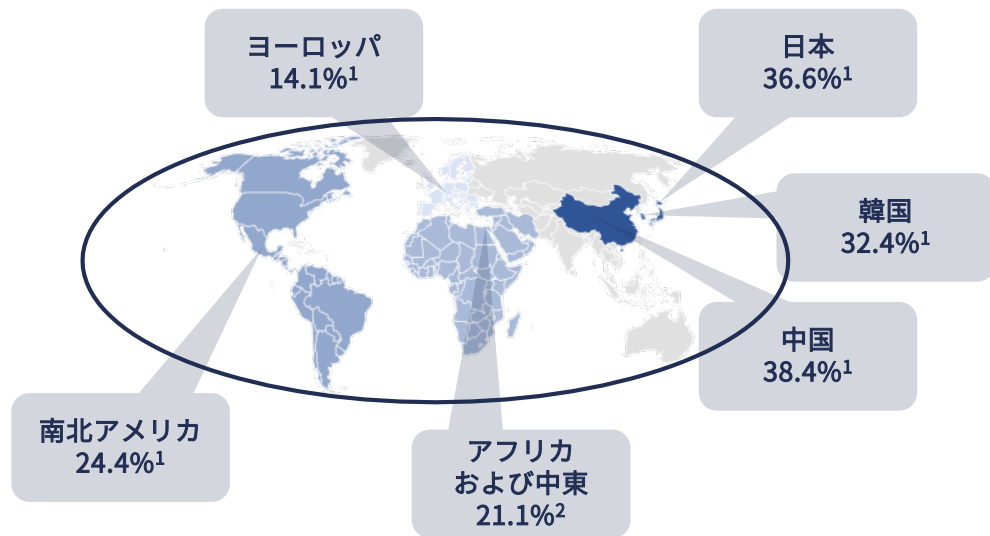 ヨーロッパ
14.1%¹
日本
36.6%¹
韓国
32.4%¹
中国
38.4%¹
南北アメリカ
24.4%¹
アフリカ
および中東
21.1%²